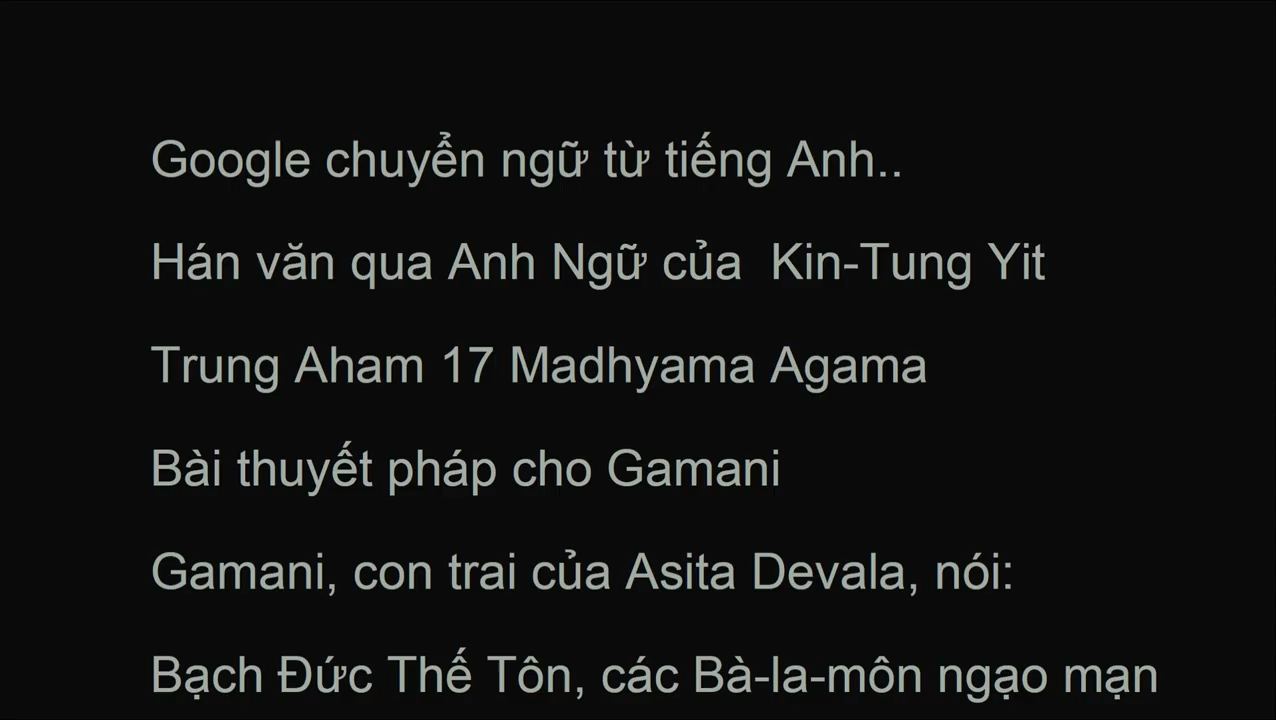 Google chuyển ngữ từ tiếng Anh..
Hán văn qua Anh Ngữ của  Kin-Tung Yit
Trung Aham 17 Madhyama Agama
Bài thuyết pháp cho Gamani
Gamani, con trai của Asita Devala, nói:
Bạch Đức Thế Tôn, các Bà-la-môn ngạo mạn